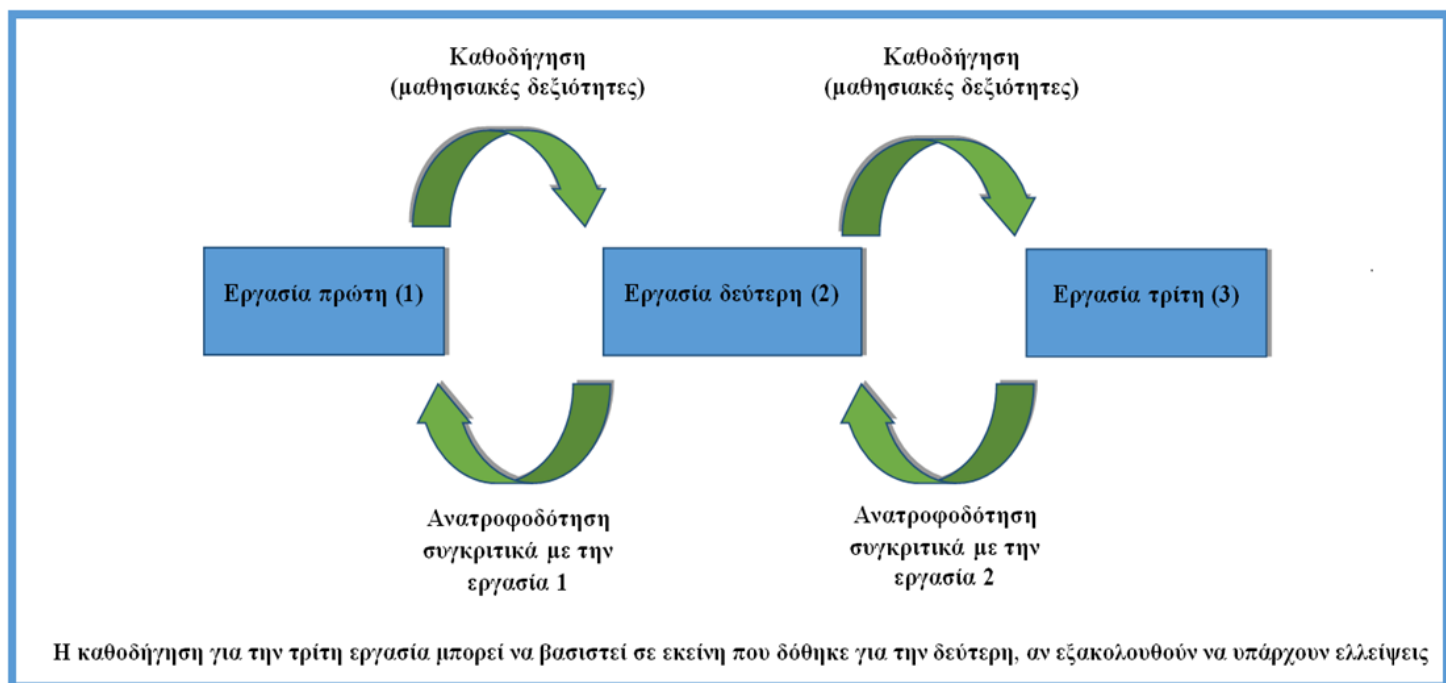 Καθοδήγηση
(μαθησιακές δεξιότητες)
Καθοδήγηση
(μαθησιακές δεξιότητες)
Εργασία πρώτη (1)
Εργασία δεύτερη (2)
Εργασία τρίτη (3)
Ανατροφοδότηση
συγκριτικά με την
εργασία 1
Ανατροφοδότηση
συγκριτικά με την
εργασία 2
Η καθοδήγηση για την τρίτη εργασία μπορεί να βασιστεί σε εκείνη που δόθηκε για την δεύτερη, αν εξακολουθούν να υπάρχουν ελλείψεις